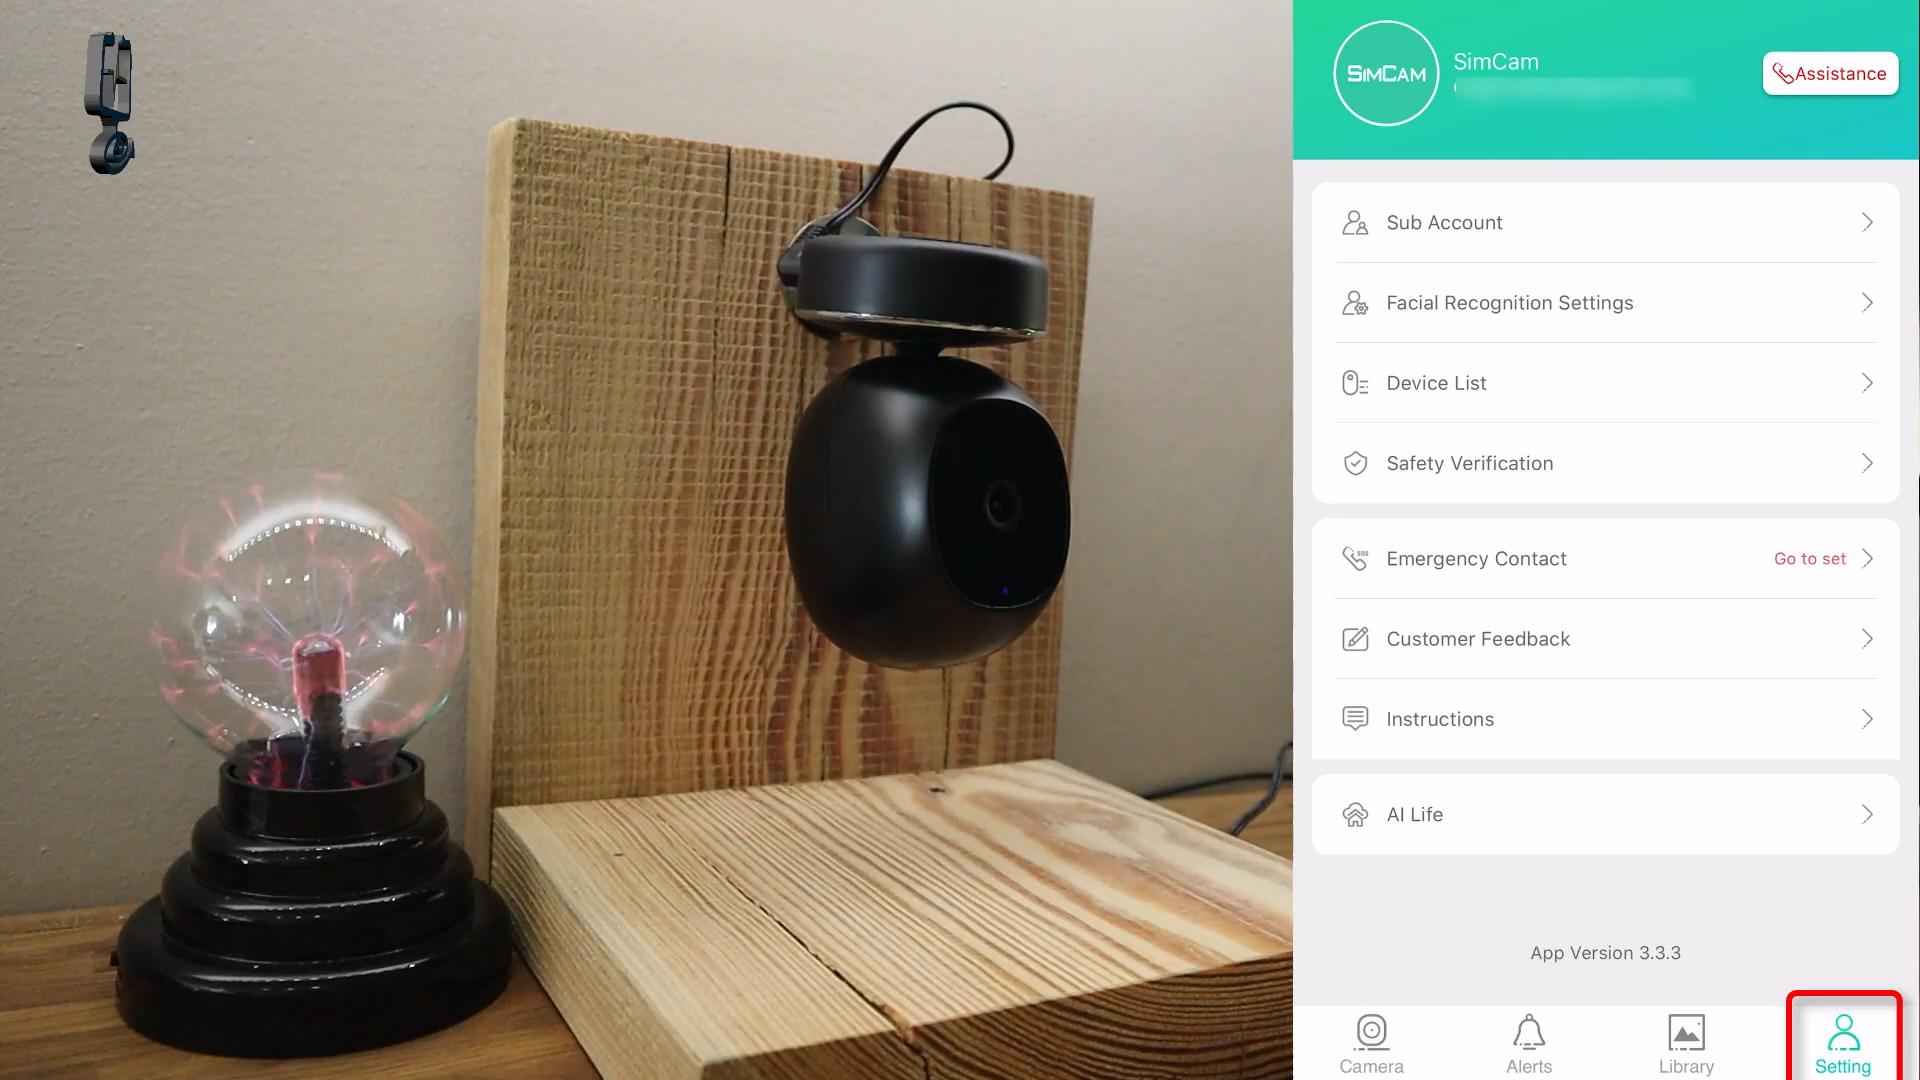 SIMCAM
SimCam
Assistance
Sub Account
Facial Recognition Settings
Device List
Safety Verification
SOS
Emergency Contact
Go to set
Customer Feedback
Instructions
AI Life
App Version 3.3.3
Camera
Alerts
Library
Setting